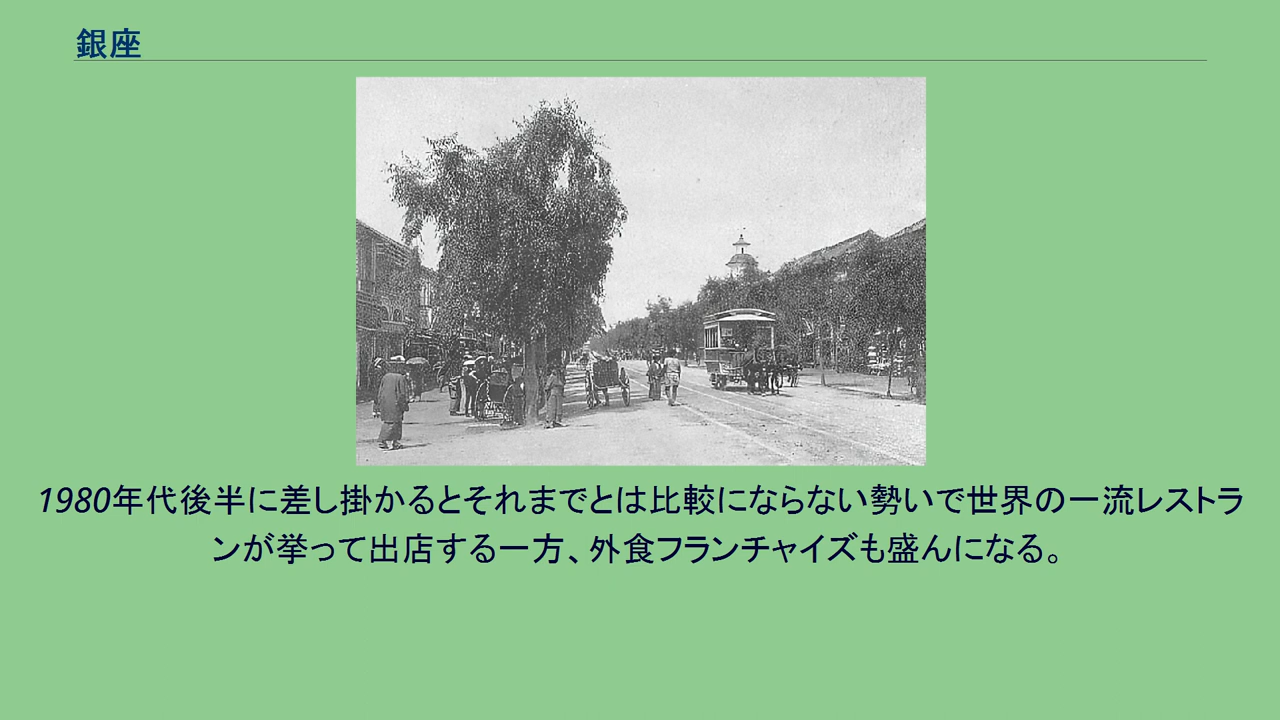 銀座
1980年代後半に差し掛かるとそれまでとは比較にならない勢いで世界の一流レストラ
ンが挙って出店する一方、外食フランチャイズも盛んになる。